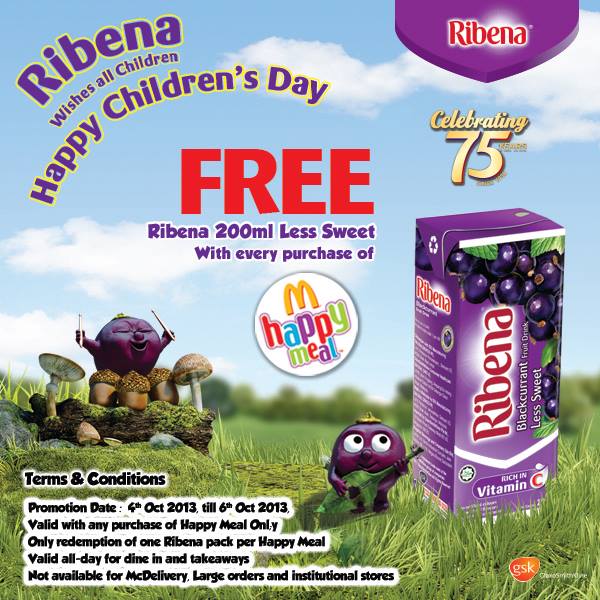 Ribena
Wishes all Children
Happy Children's Day
Ribena
Celebrating
75
FREE
Ribena 200ml Less Sweet
With every purchase of
happy
meal
Ribena
Ribena
Blackcurrant Fruit Drink
Less Sweet
RICH IN
Vitamin C
Terms & Conditions
Promotion Date : 4th Oct 2013, till 6th Oct 2013,
Valid with any purchase of Happy Meal Only
Only redemption of one Ribena pack per Happy Meal
Valid all-day for dine in and takeaways
Not available for McDelivery, Large orders and institutional stores
gsk GlaxoSmithKline